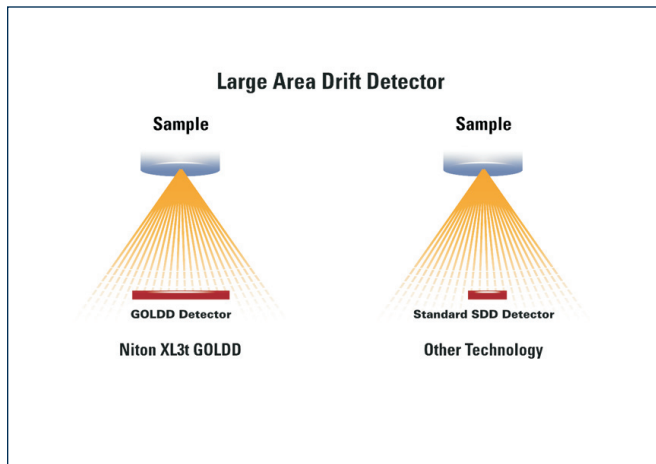 Large Area Drift Detector
Sample
Sample
GOLDD Detector
Standard SDD Detector
Niton XL3t GOLDD
Other Technology